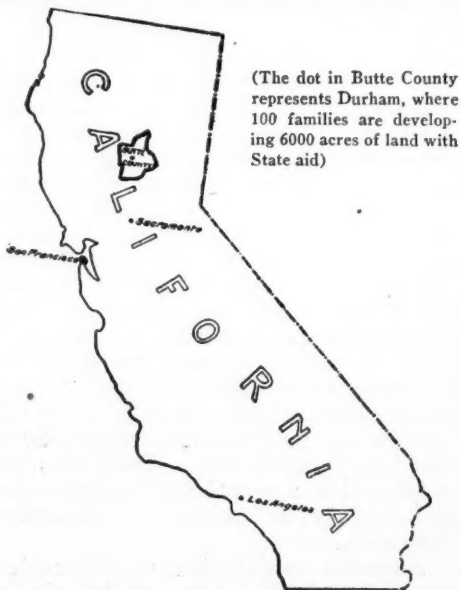 (The dot in Butte County
represents Durham, where
100 families are develop-
ing 6000 acres of land with
State aid)
CALIFORNIA
BUTTE
COUNTY
Sacramento
San Francisco
Los Angeles